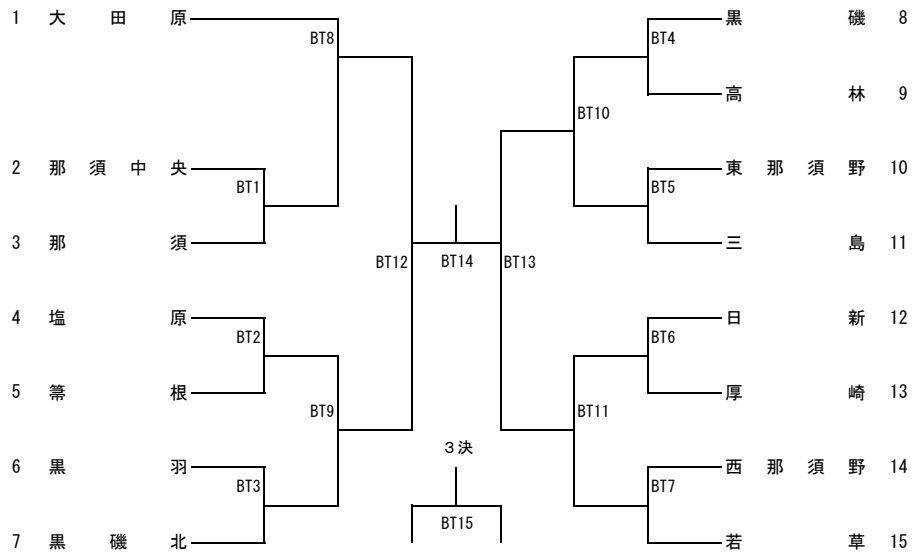 1 大田原
BT8
黒磯 8
BT4
高林 9
BT10
2 那須中央
BT1
東那須野 10
BT5
3 那須
三島 11
BT12
BT14
BT13
4 塩原
BT2
日新 12
BT6
5 箒根
厚崎 13
BT9
BT11
3決
6 黒羽
BT3
西那須野 14
BT7
BT15
7 黒磯北
若草 15